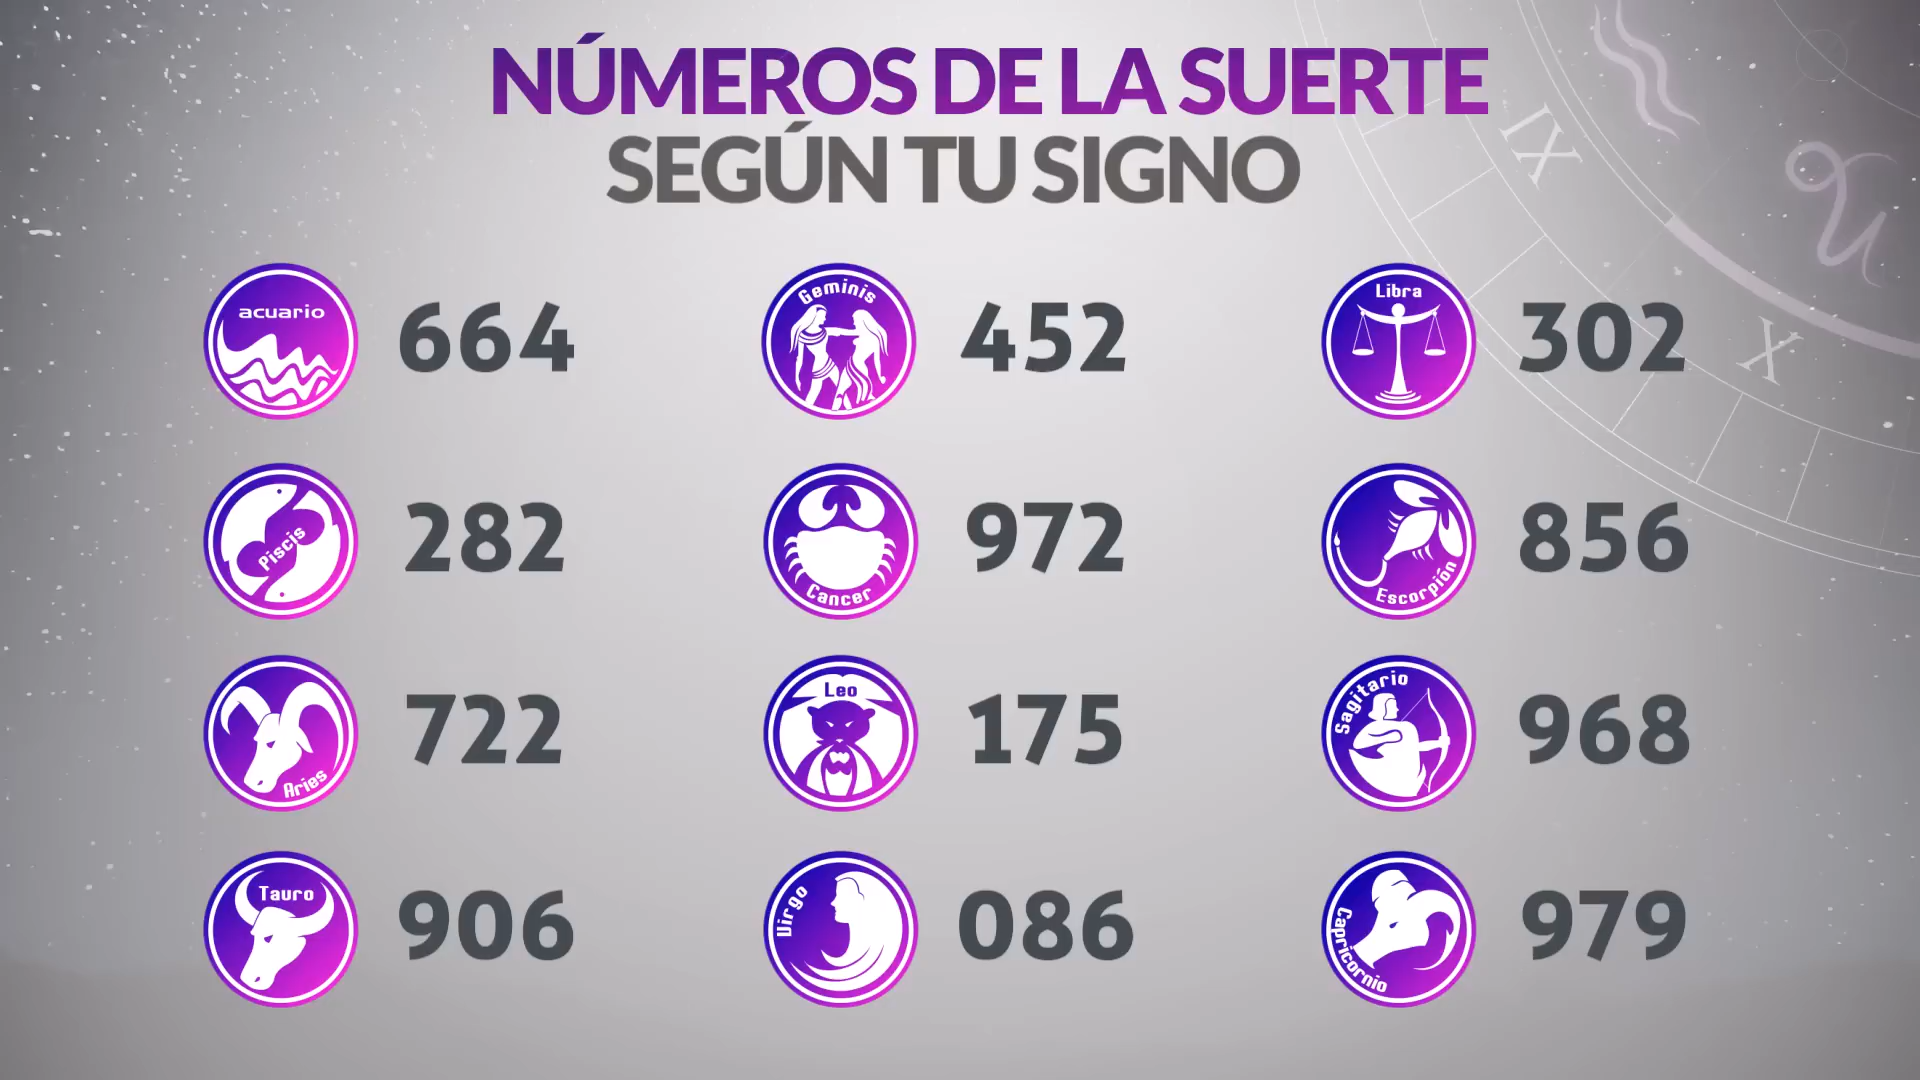 NÚMEROS DE LA SUERTE
SEGÚN TU SIGNO
IX
X
acuario 664
Geminis 452
Libra 302
Piscis 282
Cancer 972
Escorpión 856
Aries 722
Leo 175
Sagitario 968
Tauro 906
Virgo 086
Capricornio 979